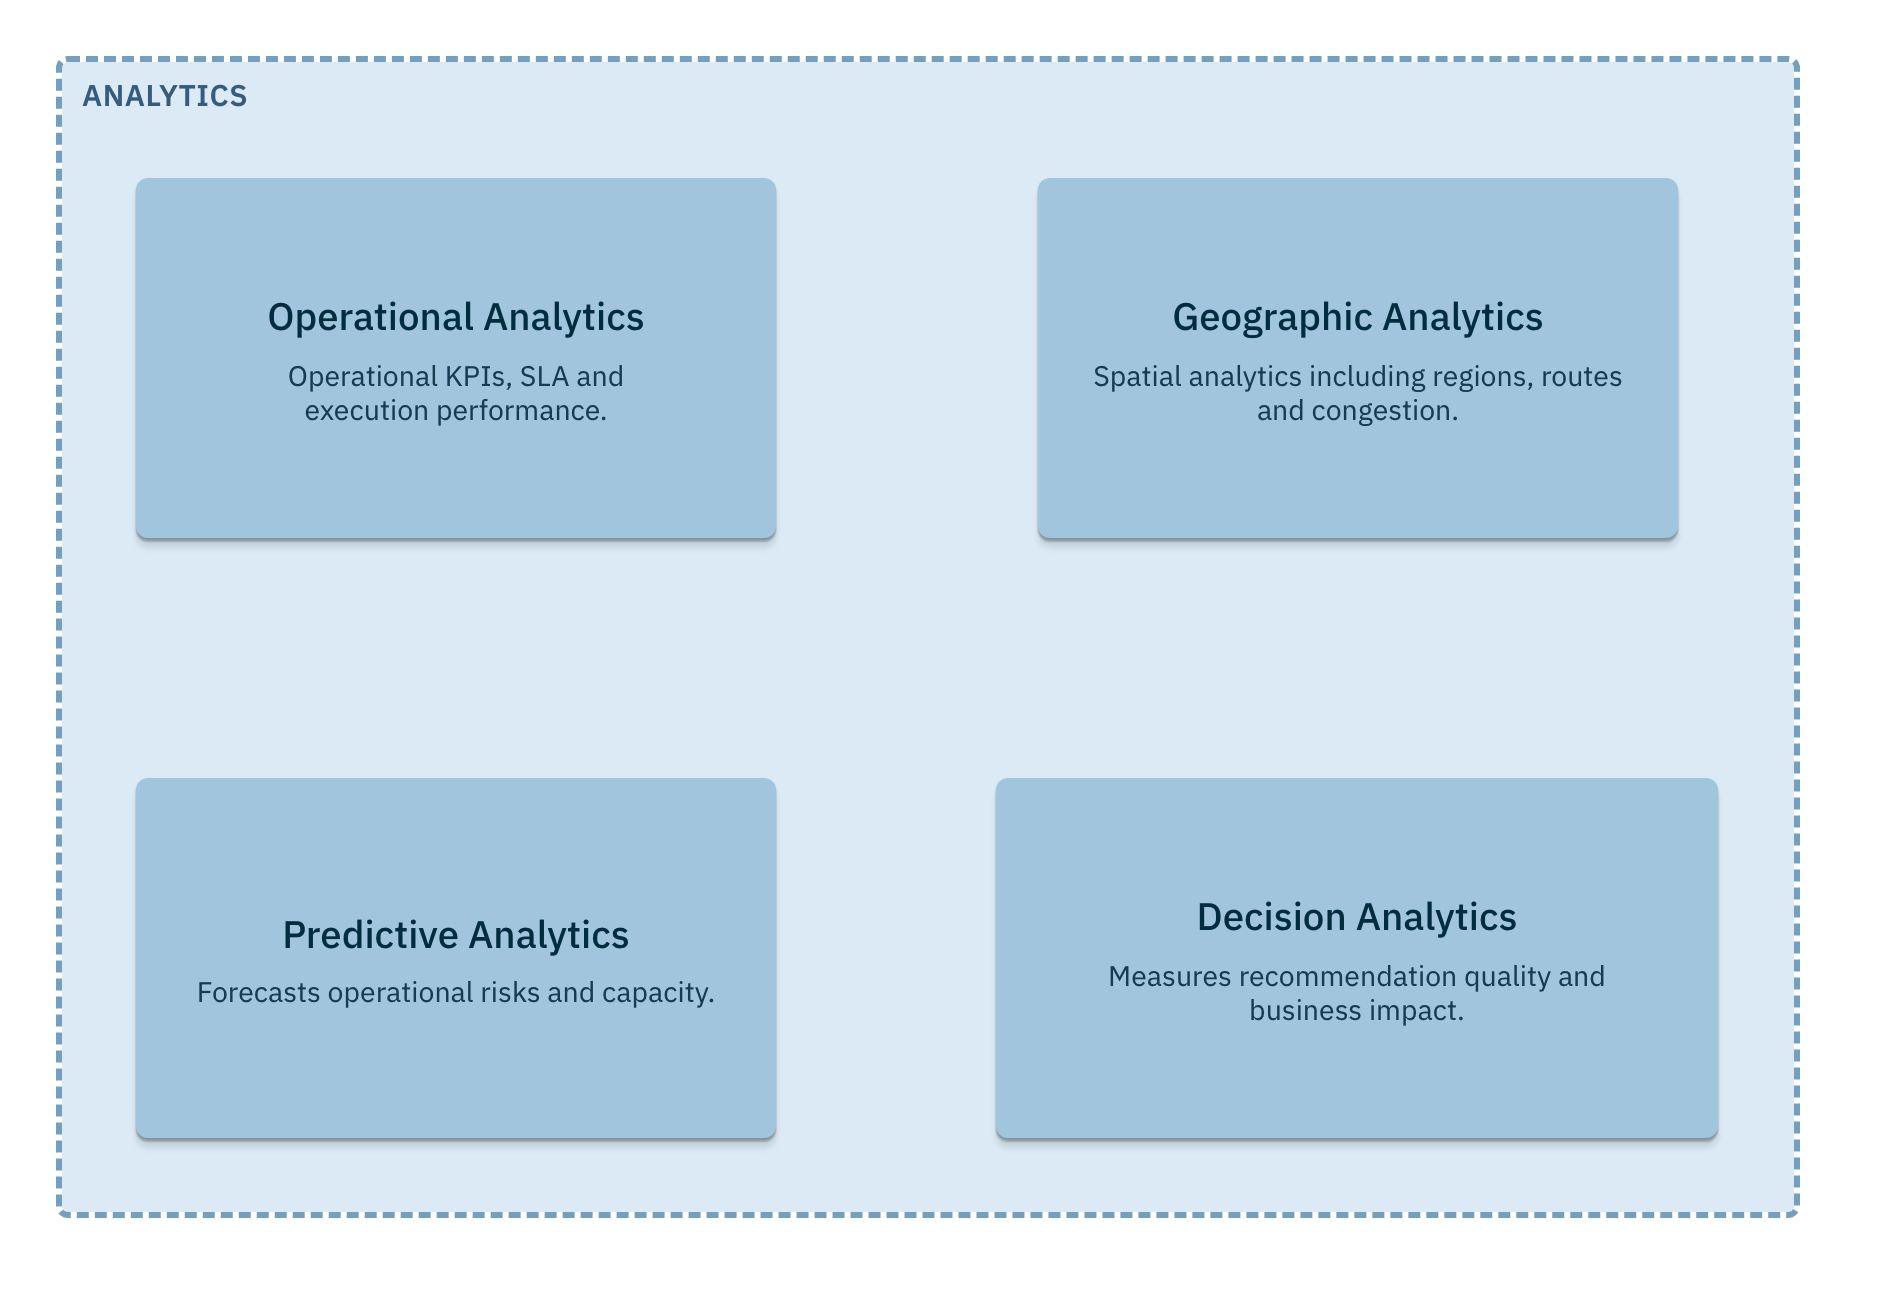 ANALYTICS
Operational Analytics
Operational KPIs, SLA and
execution performance.
Geographic Analytics
Spatial analytics including regions, routes
and congestion.
Predictive Analytics
Forecasts operational risks and capacity.
Decision Analytics
Measures recommendation quality and
business impact.